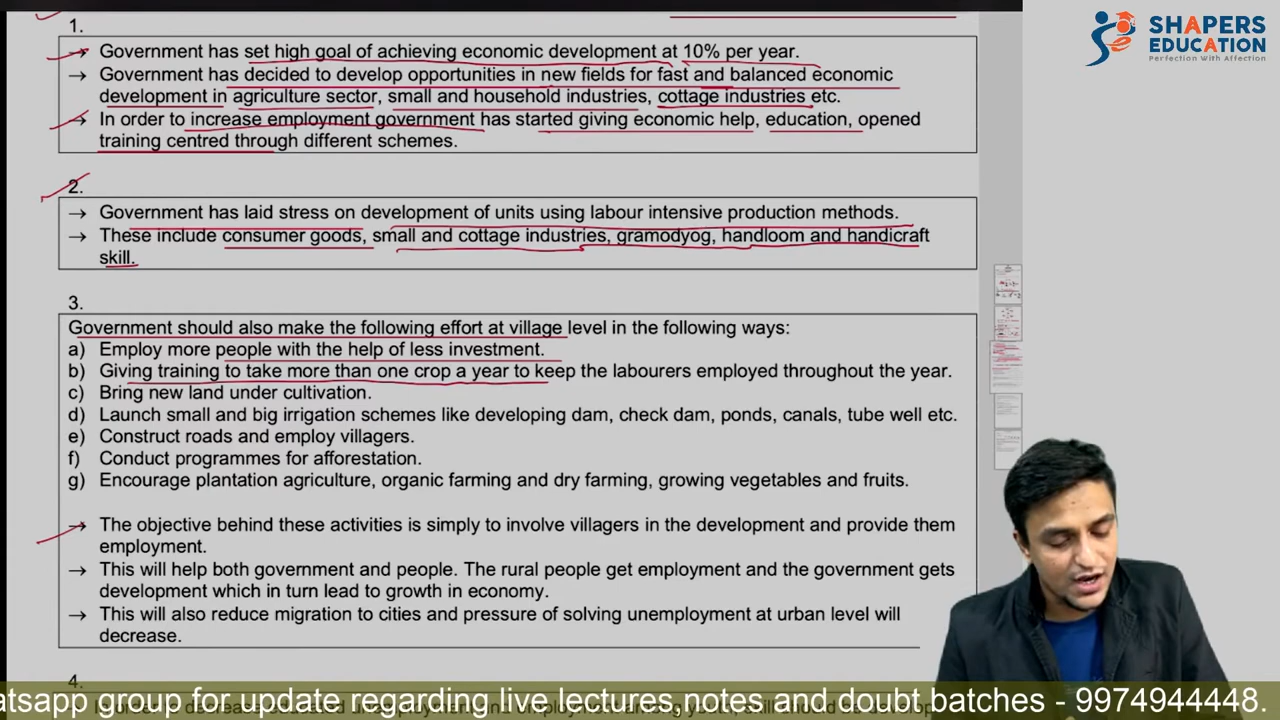 SHAPERS
EDUCATION
Perfection With Affection
1.
→ Government has set high goal of achieving economic development at 10% per year.
→ Government has decided to develop opportunities in new fields for fast and balanced economic
development in agriculture sector, small and household industries, cottage industries etc.
→ In order to increase employment government has started giving economic help, education, opened
training centred through different schemes.
2.
→ Government has laid stress on development of units using labour intensive production methods.
→ These include consumer goods, small and cottage industries, gramodyog, handloom and handicraft
skill.
3.
Government should also make the following effort at village level in the following ways:
a) Employ more people with the help of less investment.
b) Giving training to take more than one crop a year to keep the labourers employed throughout the year.
c) Bring new land under cultivation.
d) Launch small and big irrigation schemes like developing dam, check dam, ponds, canals, tube well etc.
e) Construct roads and employ villagers.
f) Conduct programmes for afforestation.
g) Encourage plantation agriculture, organic farming and dry farming, growing vegetables and fruits.
→ The objective behind these activities is simply to involve villagers in the development and provide them
employment.
→ This will help both government and people. The rural people get employment and the government gets
development which in turn lead to growth in economy.
→ This will also reduce migration to cities and pressure of solving unemployment at urban level will
decrease.
4.
atsapp group for update regarding live lectures, notes and doubt batches - 9974944448.